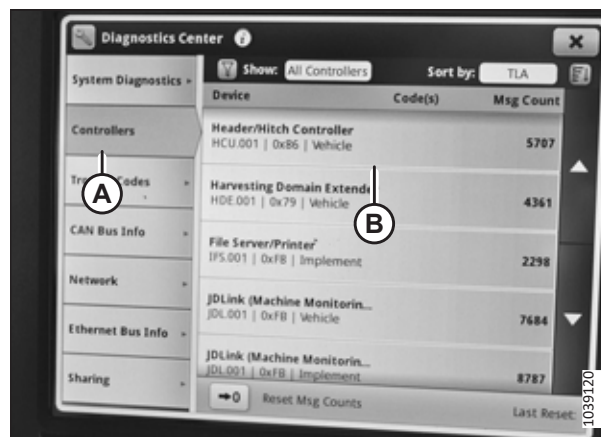 Diagnostics Center
System Diagnostics
Show: All Controllers Sort by: TLA
Device Code(s) Msg Count
Controllers
Header/Hitch Controller
HCU.001 | 0x86 | Vehicle 5707
A
Codes
Harvesting Domain Extende
HDE.001 | 0x79 | Vehicle 4361
B
CAN Bus Info
File Server/Printer
IFS.001 | 0xFB | Implement 2298
Network
JDLink (Machine Monitorin...
JDL.001 | 0xFB | Vehicle 7684
Ethernet Bus Info
JDLink (Machine Monitorin...
JDL.001 | 0xFB | Implement 8787
Sharing
→0 Reset Msg Counts Last Reset:
1039120